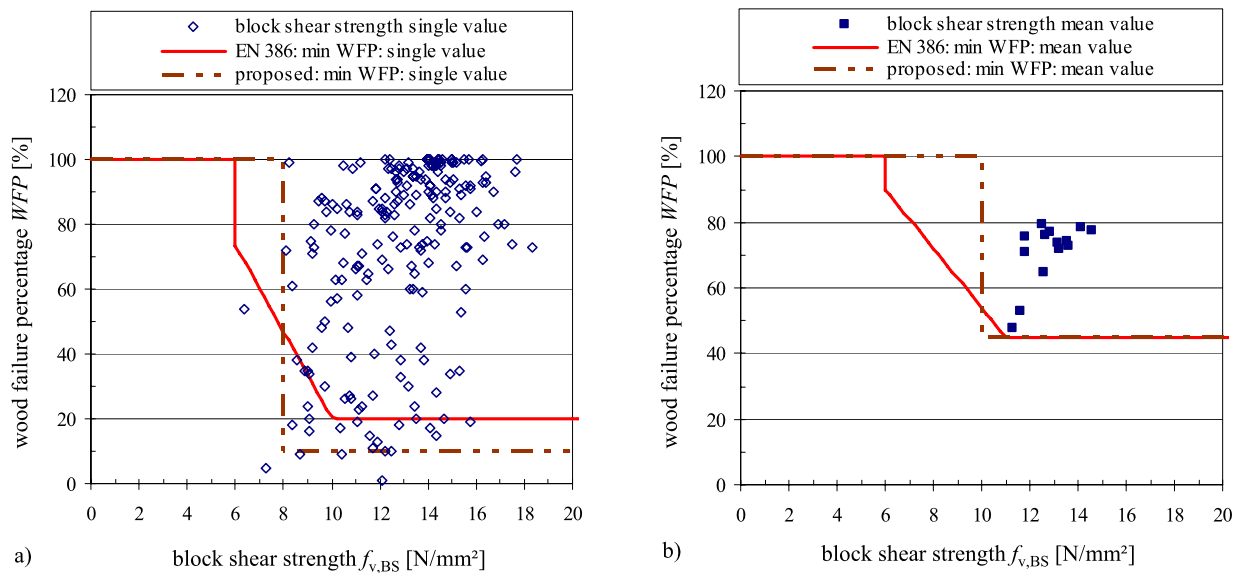 block shear strength single value
EN 386: min WFP: single value
proposed: min WFP: single value
120
100
80
60
40
20
0
wood failure percentage WFP [%]
0 2 4 6 8 10 12 14 16 18 20
block shear strength fv,BS [N/mm²]
a)
block shear strength mean value
EN 386: min WFP: mean value
proposed: min WFP: mean value
120
100
80
60
40
20
0
wood failure percentage WFP [%]
0 2 4 6 8 10 12 14 16 18 20
block shear strength fv,BS [N/mm²]
b)